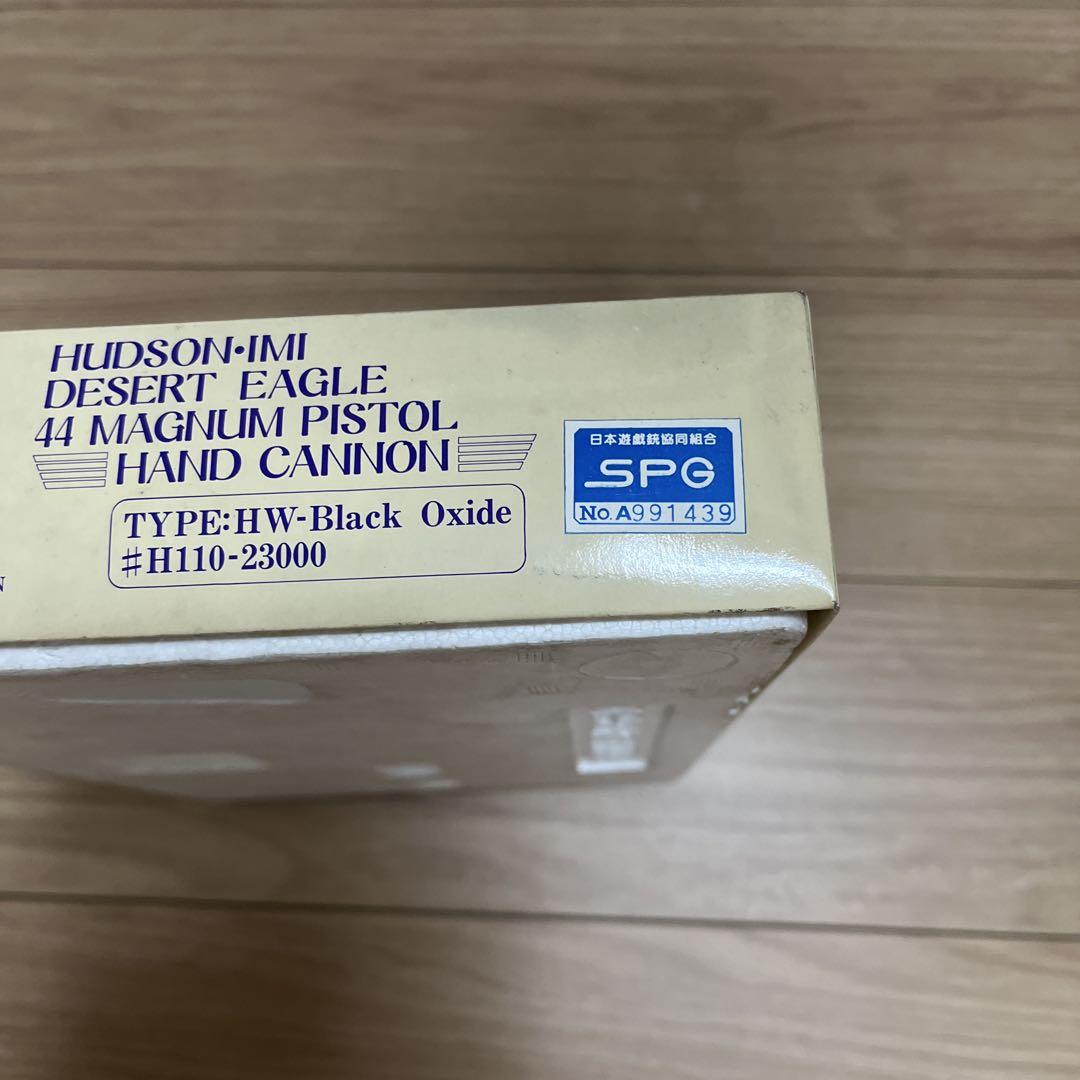 HUDSON•IMI
DESERT EAGLE
44 MAGNUM PISTOL
HAND CANNON
TYPE:HW-Black Oxide
#H110-23000
日本遊戯銃協同組合
SPG
No.A991439